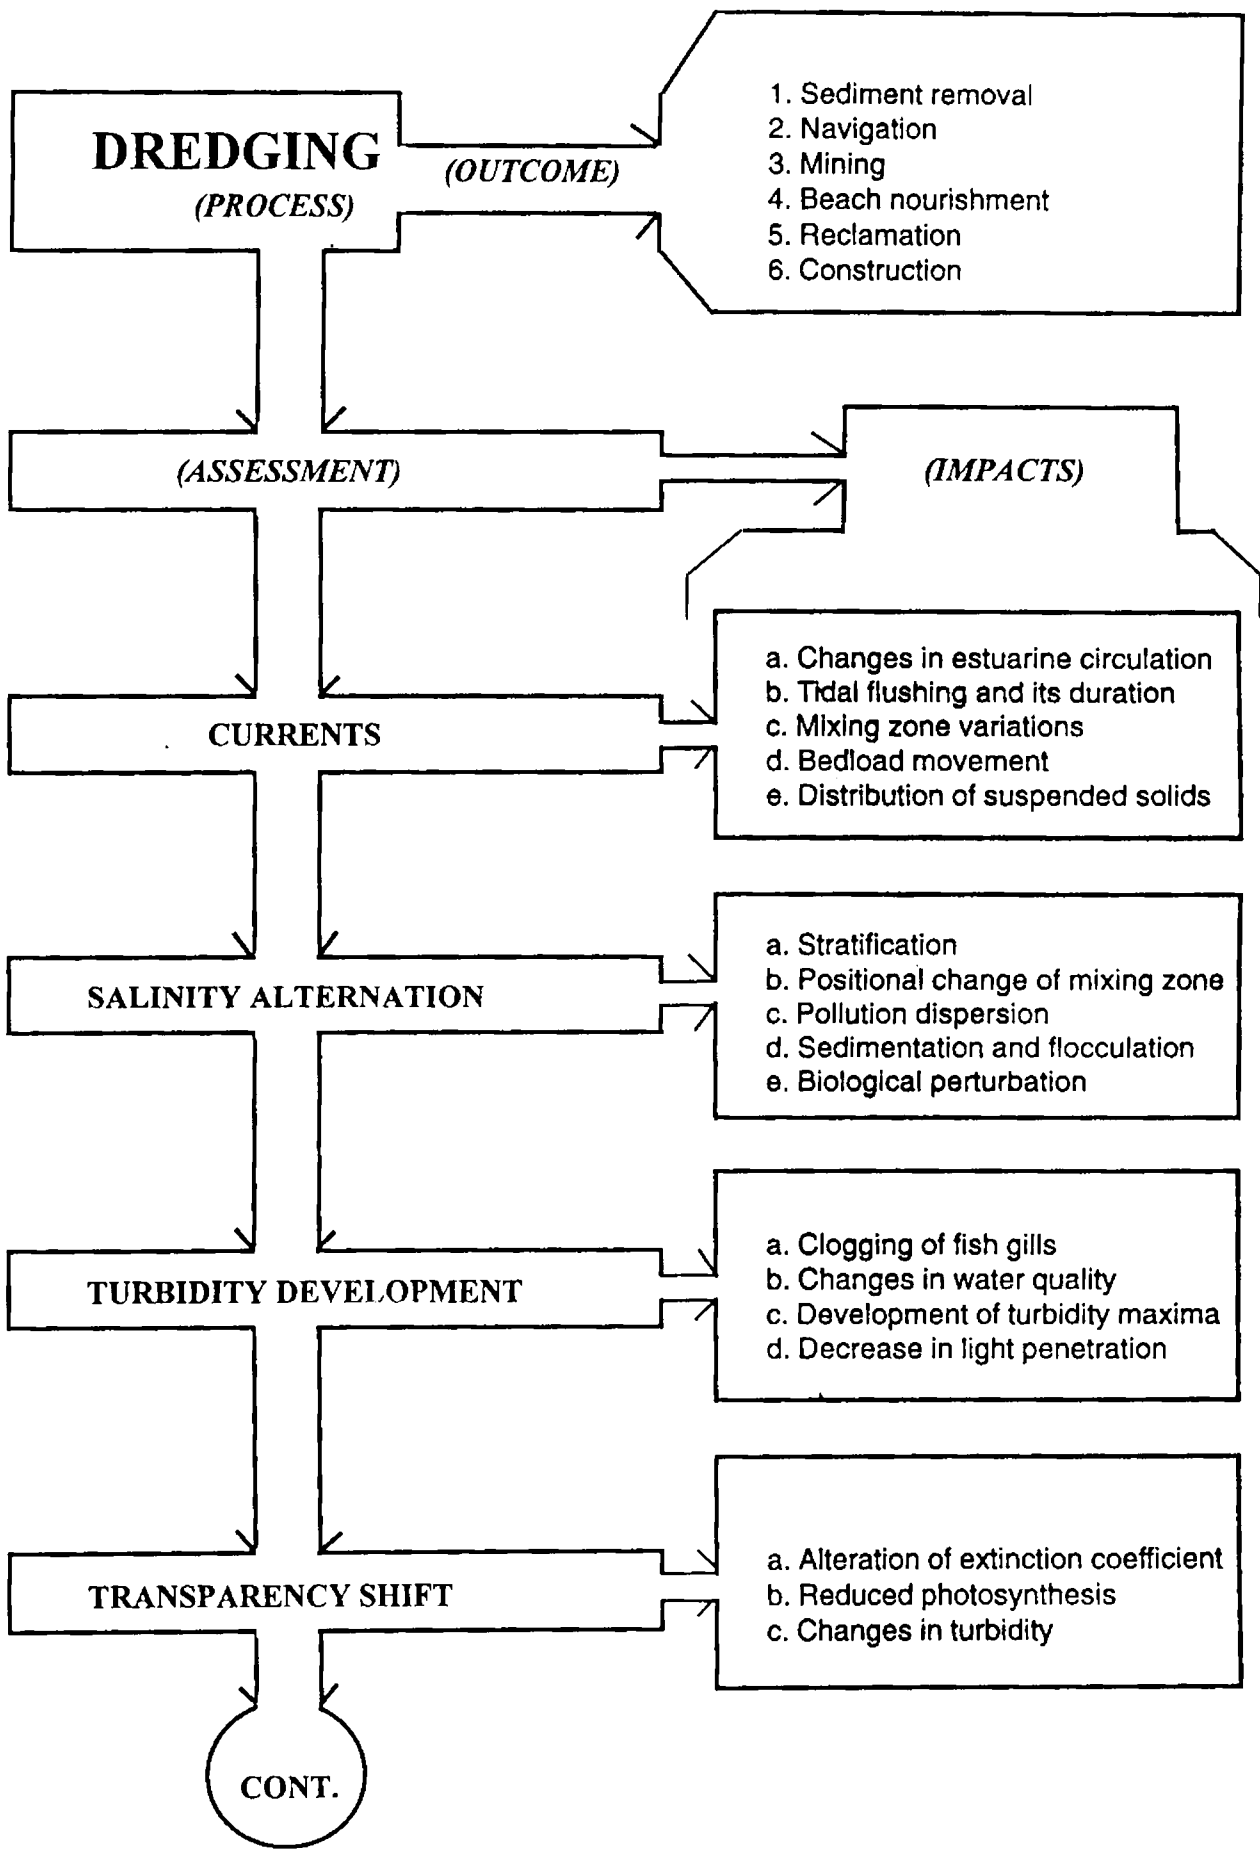 DREDGING
(PROCESS)
(OUTCOME)
1. Sediment removal
2. Navigation
3. Mining
4. Beach nourishment
5. Reclamation
6. Construction
(ASSESSMENT)
(IMPACTS)
CURRENTS
a. Changes in estuarine circulation
b. Tidal flushing and its duration
c. Mixing zone variations
d. Bedload movement
e. Distribution of suspended solids
SALINITY ALTERNATION
a. Stratification
b. Positional change of mixing zone
c. Pollution dispersion
d. Sedimentation and flocculation
e. Biological perturbation
TURBIDITY DEVELOPMENT
a. Clogging of fish gills
b. Changes in water quality
c. Development of turbidity maxima
d. Decrease in light penetration
TRANSPARENCY SHIFT
a. Alteration of extinction coefficient
b. Reduced photosynthesis
c. Changes in turbidity
CONT.